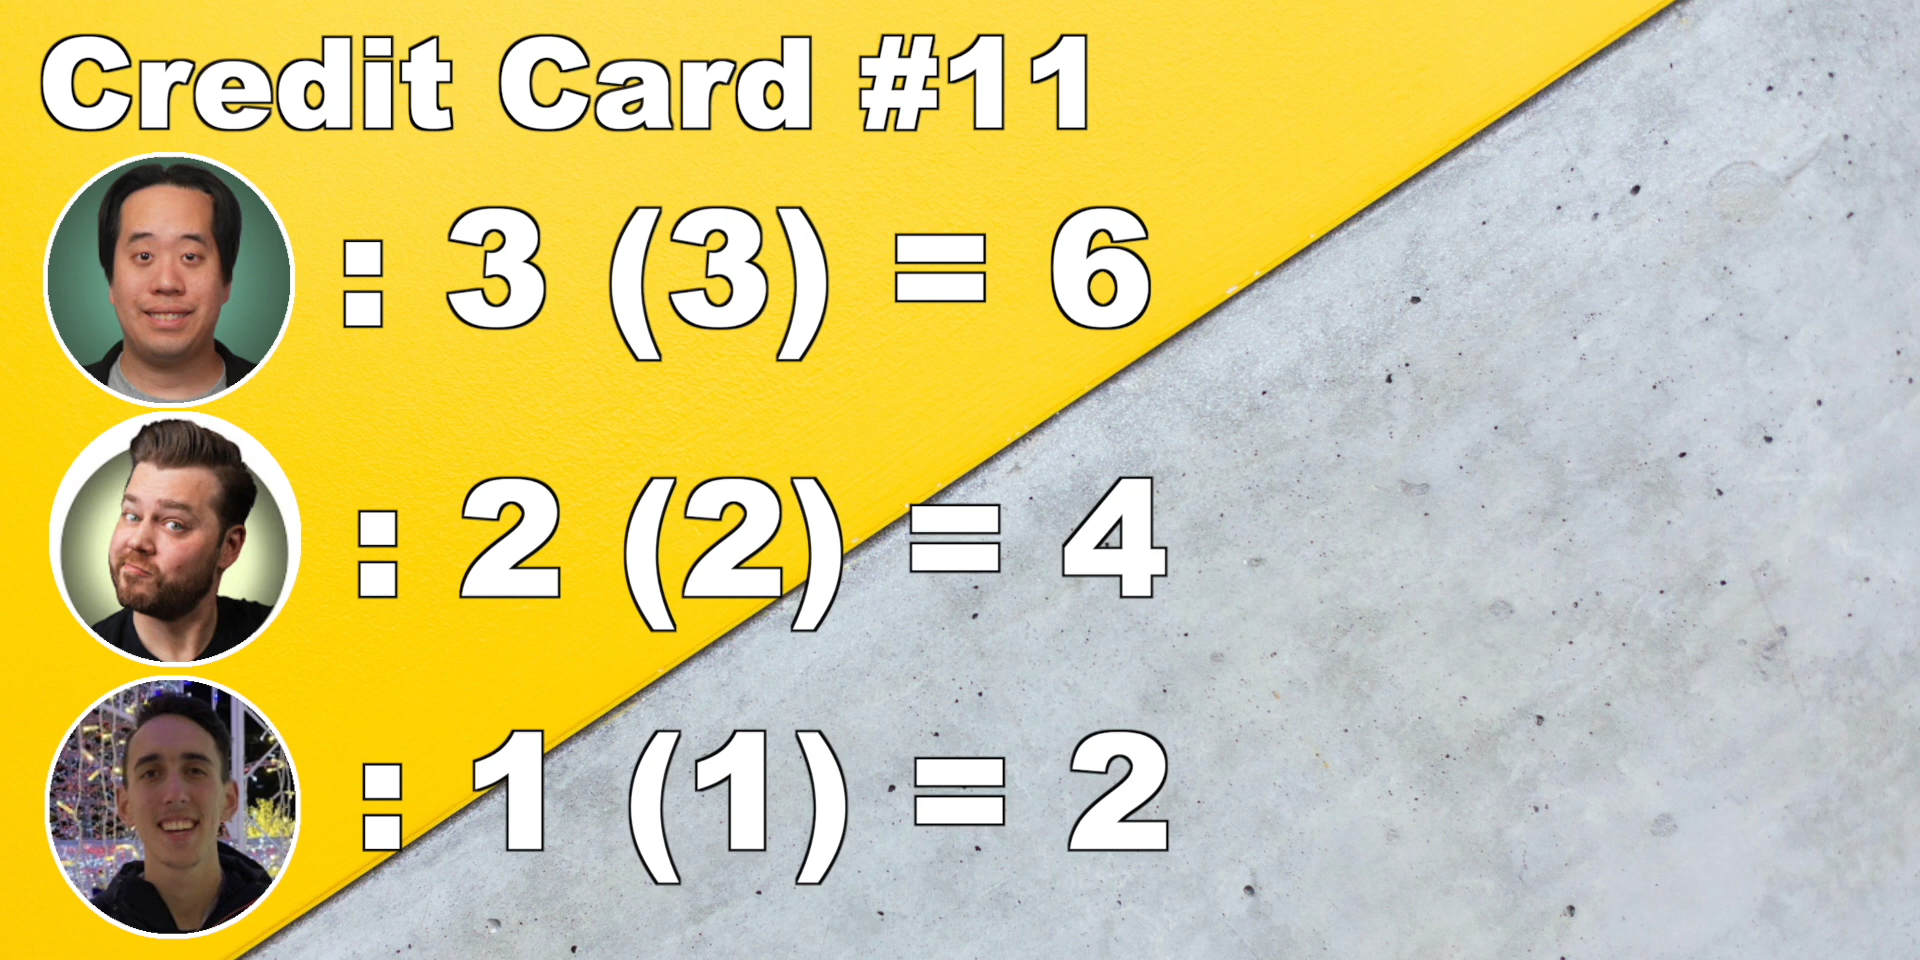 Credit Card #11
: 3 (3) = 6
: 2 (2) = 4
: 1 (1) = 2